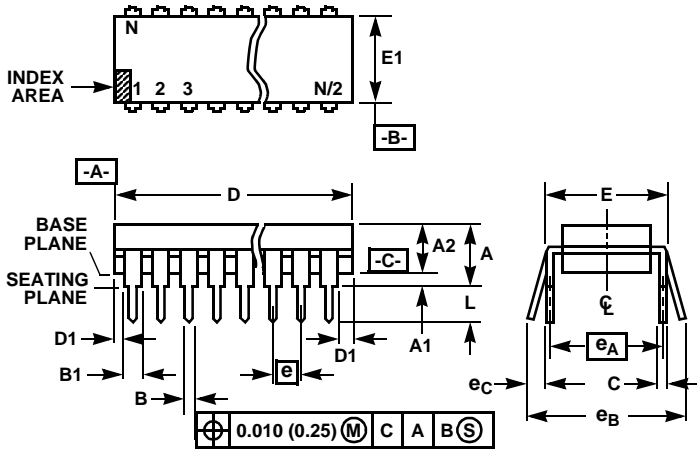 N
E1
INDEX
AREA
1 2 3 N/2
-B-
-A-
D
E
BASE
PLANE
A2
A
-C-
SEATING
PLANE
L
C
L
D1
A1
D1
eA
B1
e
eC
C
B
eB
0.010 (0.25) M C A B S